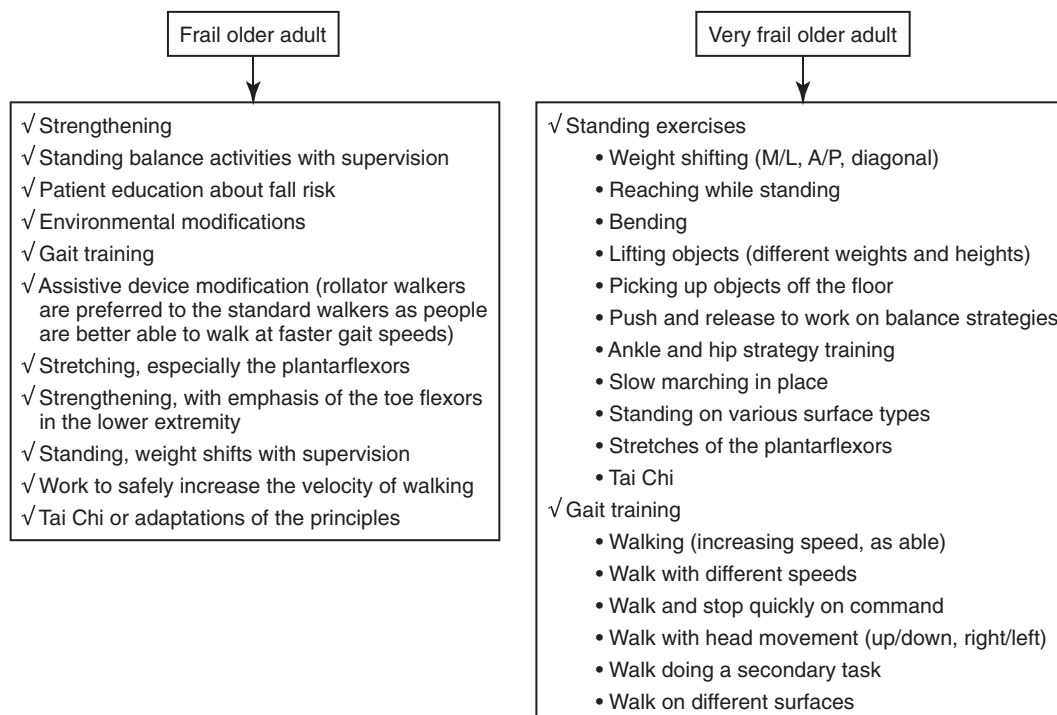 Frail older adult
√ Strengthening
√ Standing balance activities with supervision
√ Patient education about fall risk
√ Environmental modifications
√ Gait training
√ Assistive device modification (rollator walkers
are preferred to the standard walkers as people
are better able to walk at faster gait speeds)
√ Stretching, especially the plantarflexors
√ Strengthening, with emphasis of the toe flexors
in the lower extremity
√ Standing, weight shifts with supervision
√ Work to safely increase the velocity of walking
√ Tai Chi or adaptations of the principles
Very frail older adult
√ Standing exercises
• Weight shifting (M/L, A/P, diagonal)
• Reaching while standing
• Bending
• Lifting objects (different weights and heights)
• Picking up objects off the floor
• Push and release to work on balance strategies
• Ankle and hip strategy training
• Slow marching in place
• Standing on various surface types
• Stretches of the plantarflexors
• Tai Chi
√ Gait training
• Walking (increasing speed, as able)
• Walk with different speeds
• Walk and stop quickly on command
• Walk with head movement (up/down, right/left)
• Walk doing a secondary task
• Walk on different surfaces